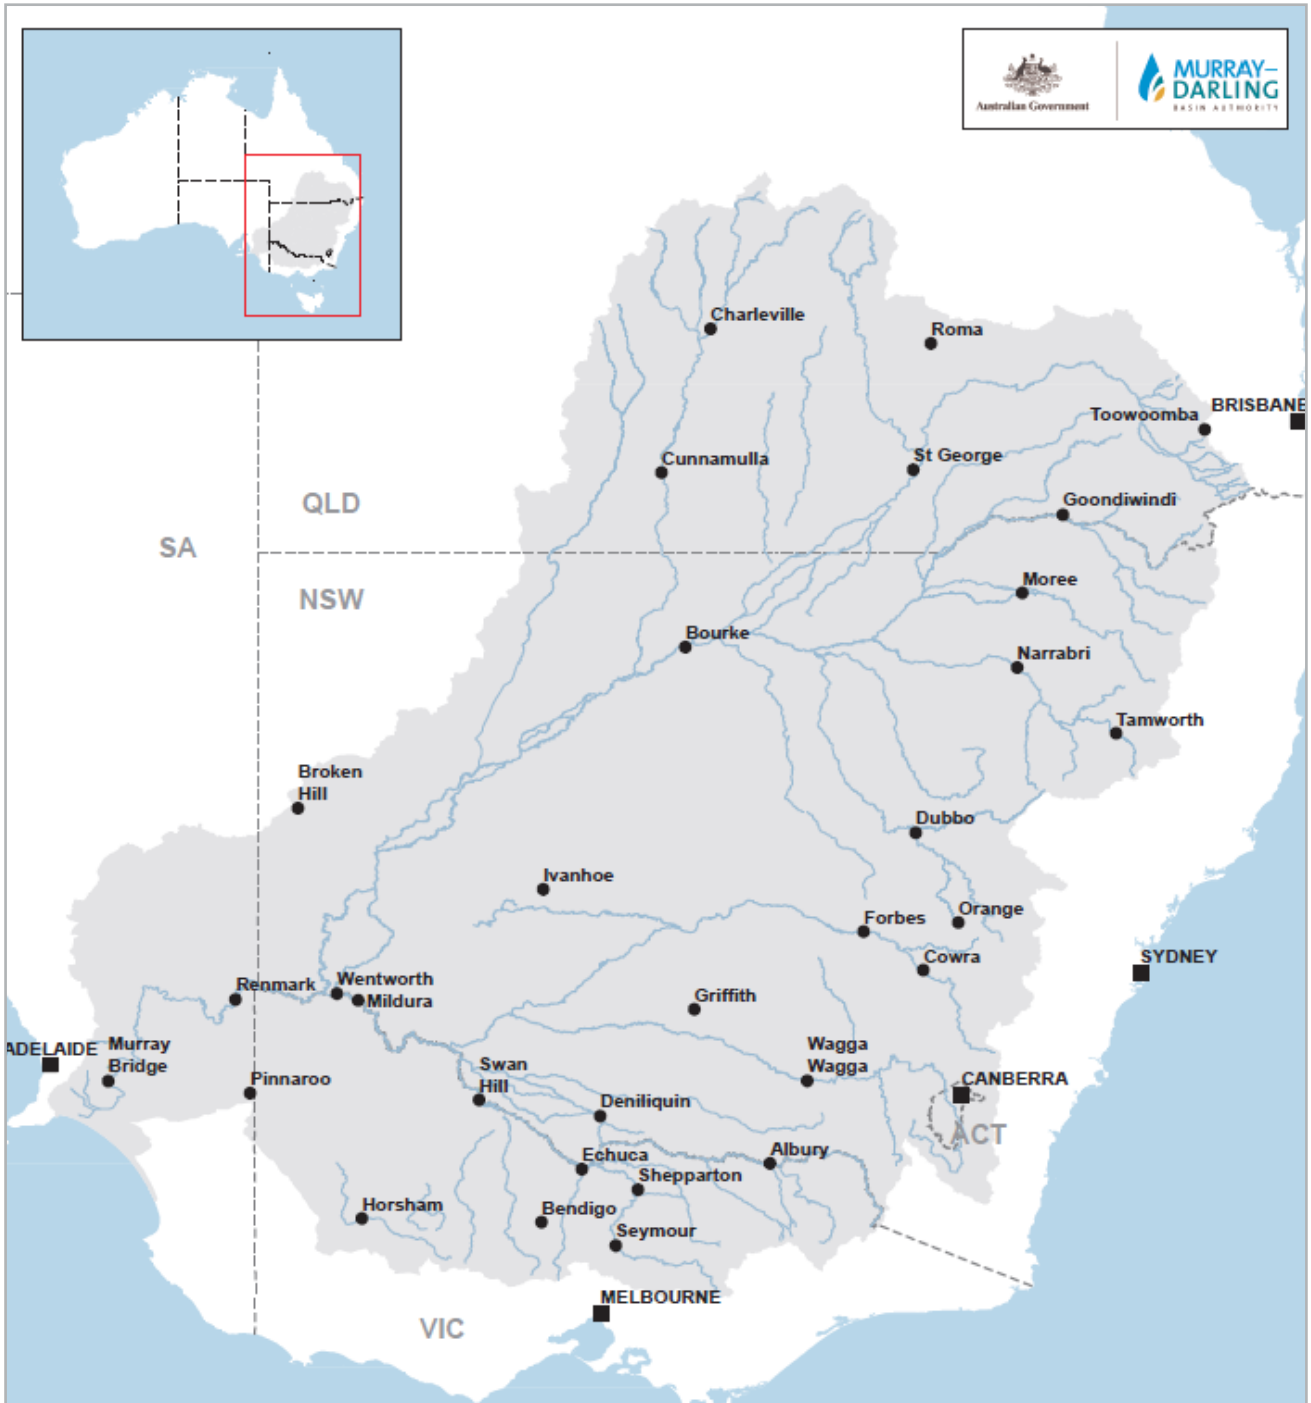 Australian Government
MURRAY–
DARLING
BASIN AUTHORITY
Charleville
Roma
Toowoomba
BRISBANE
Cunnamulla
St George
Goondiwindi
QLD
SA
NSW
Moree
Bourke
Narrabri
Tamworth
Broken
Hill
Dubbo
Ivanhoe
Forbes
Orange
Cowra
SYDNEY
Renmark
Wentworth
Mildura
Griffith
ADELAIDE
Murray
Bridge
Wagga
Wagga
Swan
Hill
Pinnaroo
CANBERRA
Deniliquin
ACT
Echuca
Albury
Shepparton
Horsham
Bendigo
Seymour
MELBOURNE
VIC